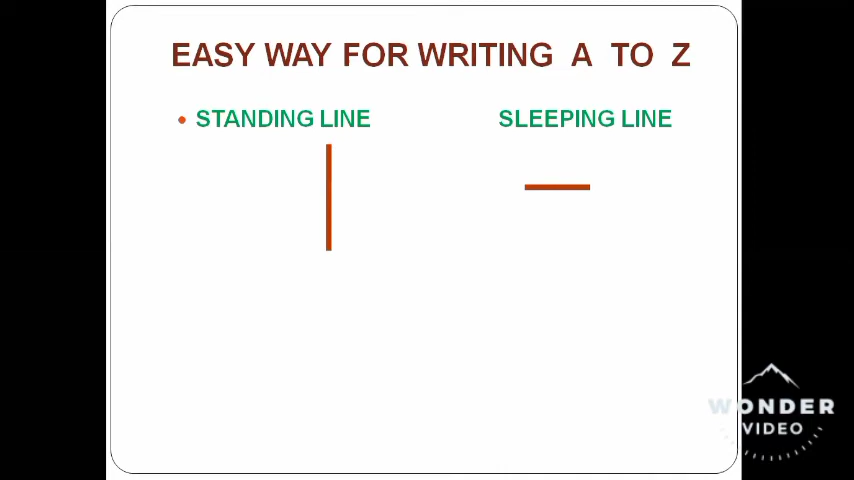 EASY WAY FOR WRITING A TO Z
• STANDING LINE SLEEPING LINE
WONDER
VIDEO